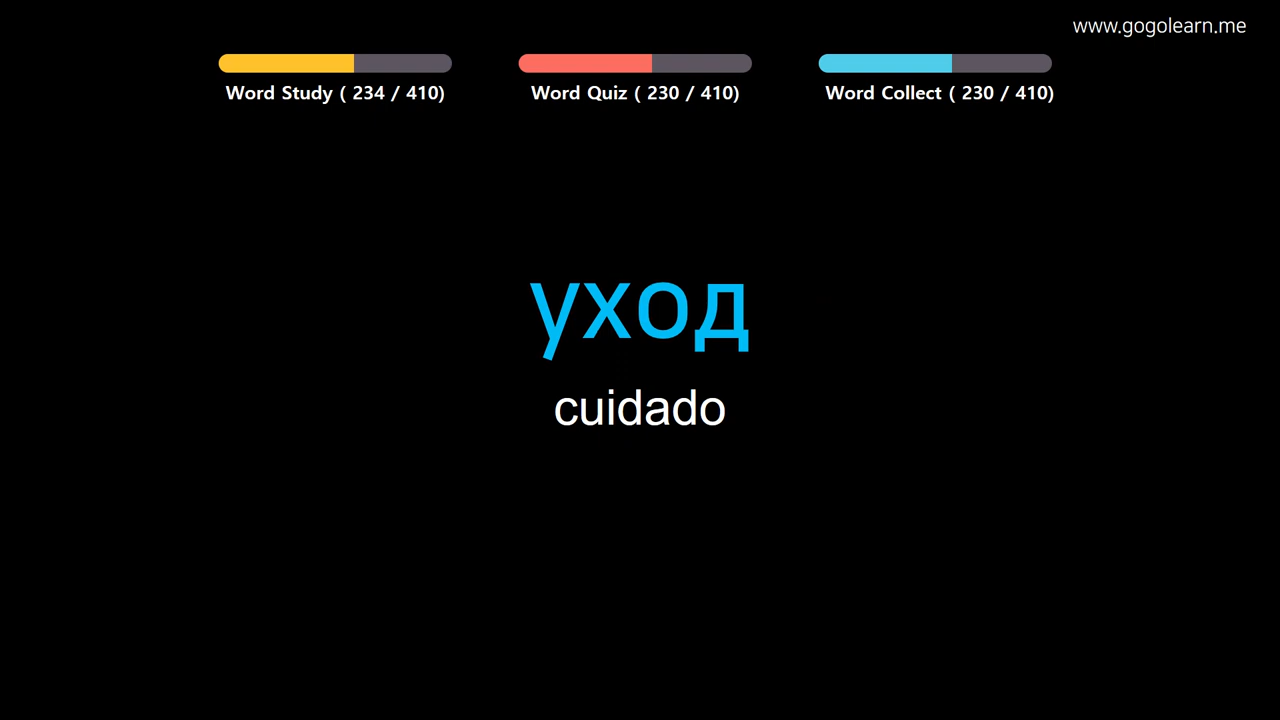 www.gogolearn.me
Word Study ( 234 / 410)
Word Quiz ( 230 / 410)
Word Collect ( 230 / 410)
уход
cuidado